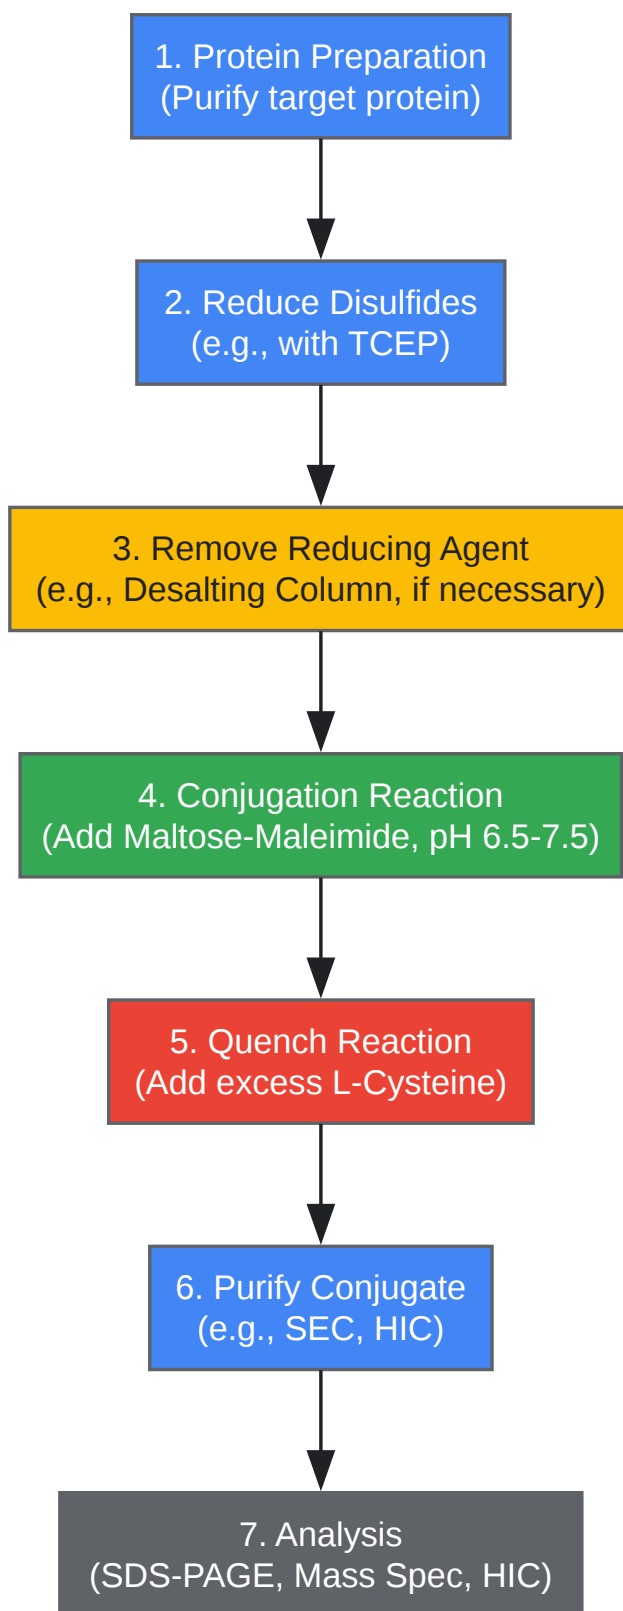 1. Protein Preparation
(Purify target protein)
2. Reduce Disulfides
(e.g., with TCEP)
3. Remove Reducing Agent
(e.g., Desalting Column, if necessary)
4. Conjugation Reaction
(Add Maltose-Maleimide, pH 6.5-7.5)
5. Quench Reaction
(Add excess L-Cysteine)
6. Purify Conjugate
(e.g., SEC, HIC)
7. Analysis
(SDS-PAGE, Mass Spec, HIC)